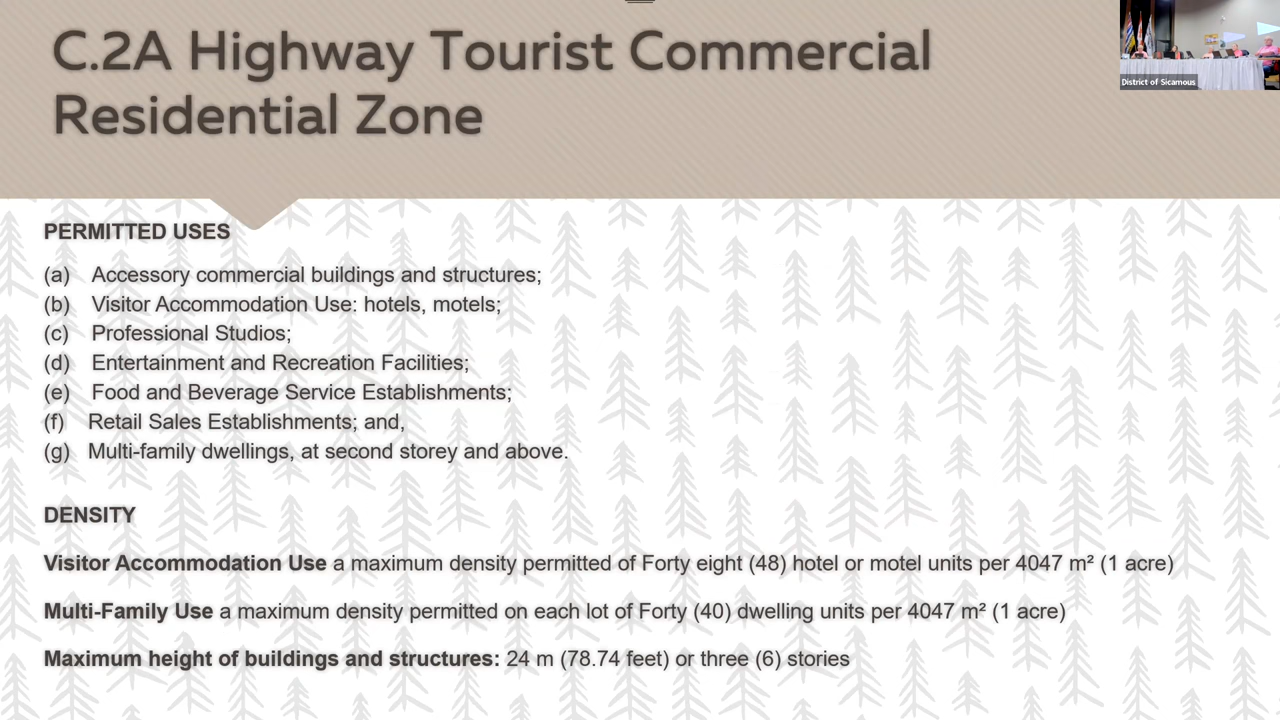 C.2A Highway Tourist Commercial
Residential Zone
District of Sicamous
PERMITTED USES
(a) Accessory commercial buildings and structures;
(b) Visitor Accommodation Use: hotels, motels;
(c) Professional Studios;
(d) Entertainment and Recreation Facilities;
(e) Food and Beverage Service Establishments;
(f) Retail Sales Establishments; and,
(g) Multi-family dwellings, at second storey and above.
DENSITY
Visitor Accommodation Use a maximum density permitted of Forty eight (48) hotel or motel units per 4047 m² (1 acre)
Multi-Family Use a maximum density permitted on each lot of Forty (40) dwelling units per 4047 m² (1 acre)
Maximum height of buildings and structures: 24 m (78.74 feet) or three (6) stories